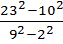 23² − 10²
9² − 2²